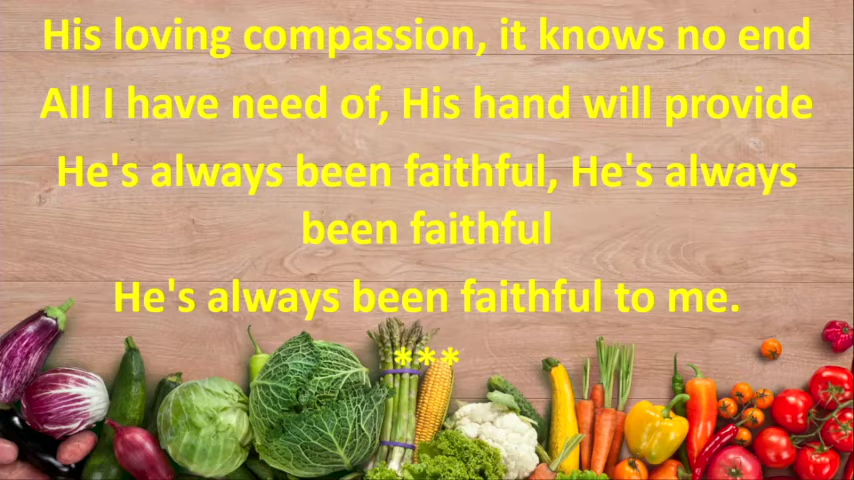 His loving compassion, it knows no end
All I have need of, His hand will provide
He's always been faithful, He's always
been faithful
He's always been faithful to me.
***